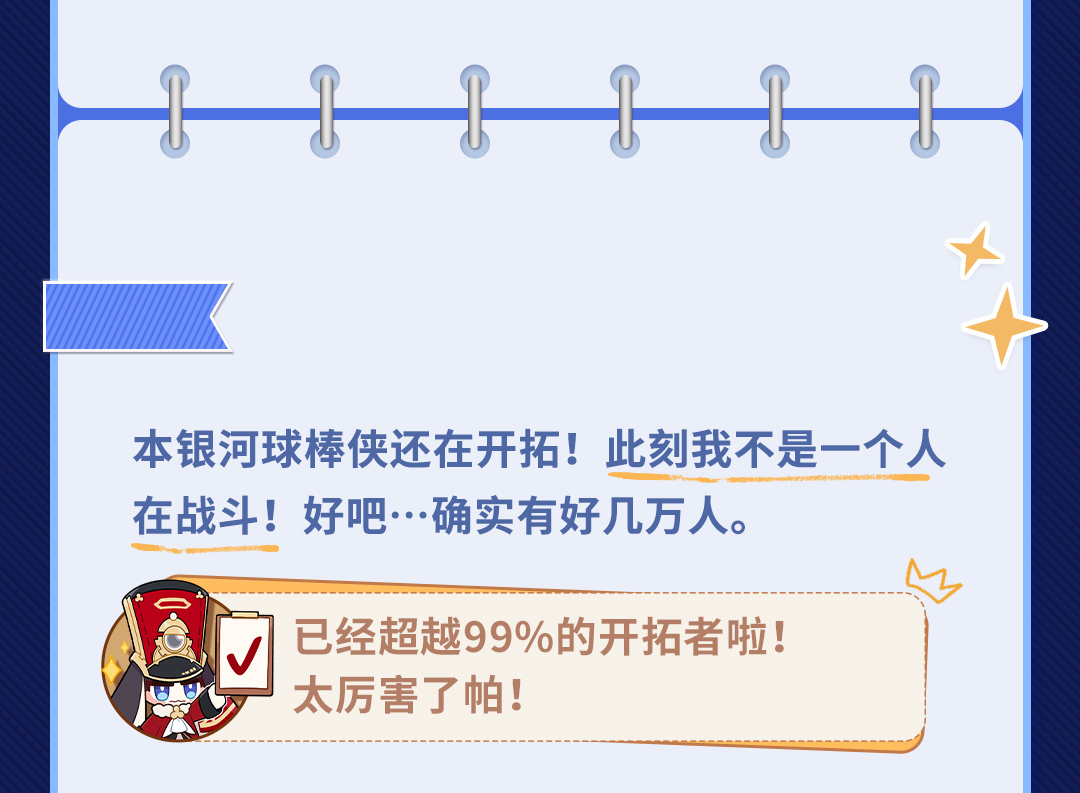 本银河球棒侠还在开拓！此刻我不是一个人
在战斗！好吧…确实有好几万人。
已经超越99%的开拓者啦！
太厉害了帕！